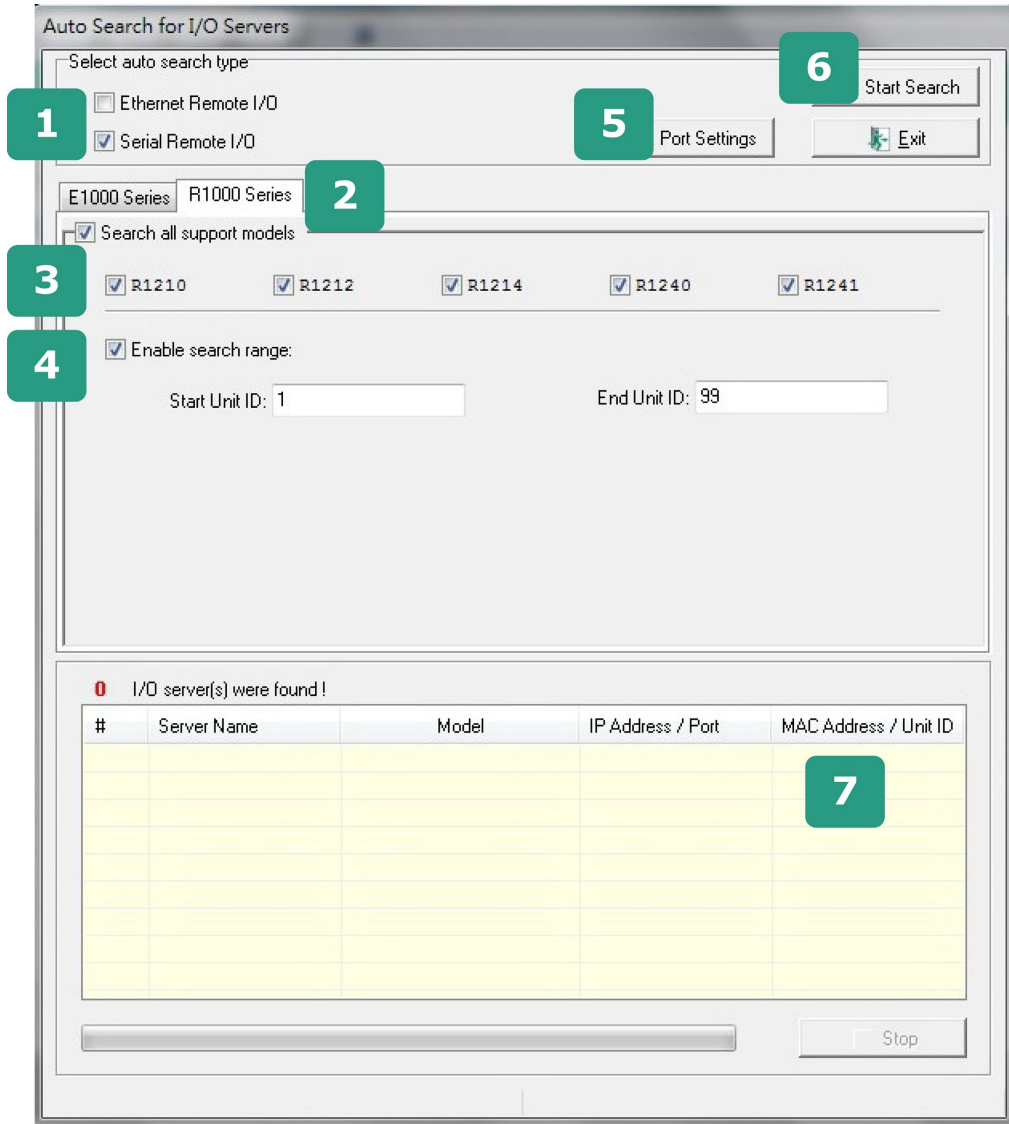 Auto Search for I/O Servers
Select auto search type
6
Start Search
1
Ethernet Remote I/O
Serial Remote I/O
5
Port Settings
Exit
E1000 Series
R1000 Series
2
Search all support models
3
R1210 R1212 R1214 R1240 R1241
4
Enable search range:
Start Unit ID: 1
End Unit ID: 99
0 I/O server(s) were found !
# Server Name Model IP Address / Port MAC Address / Unit ID
7
Stop